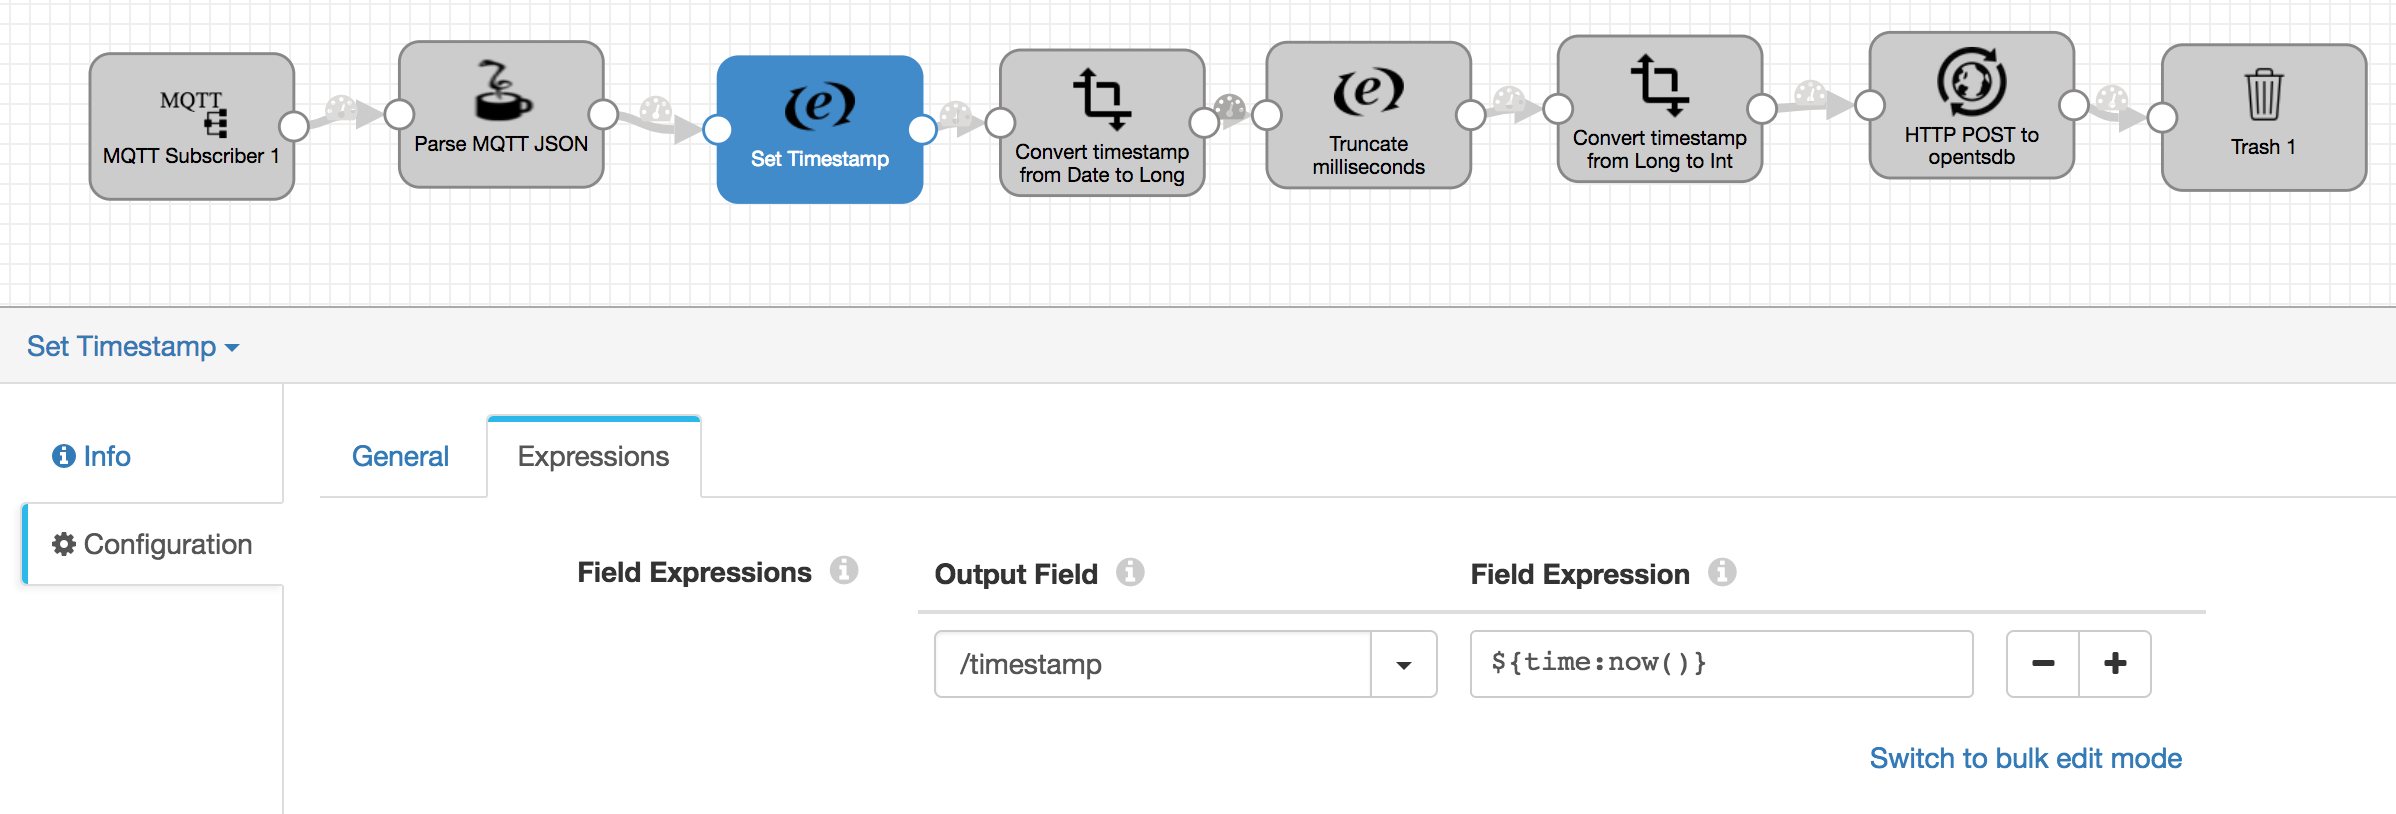 MQTT
MQTT Subscriber 1
Parse MQTT JSON
e
Set Timestamp
Convert timestamp
from Date to Long
e
Truncate
milliseconds
Convert timestamp
from Long to Int
HTTP POST to
opentsdb
Trash 1
Set Timestamp
Info
Configuration
General
Expressions
Field Expressions
Output Field
Field Expression
/timestamp
${time:now()}
Switch to bulk edit mode